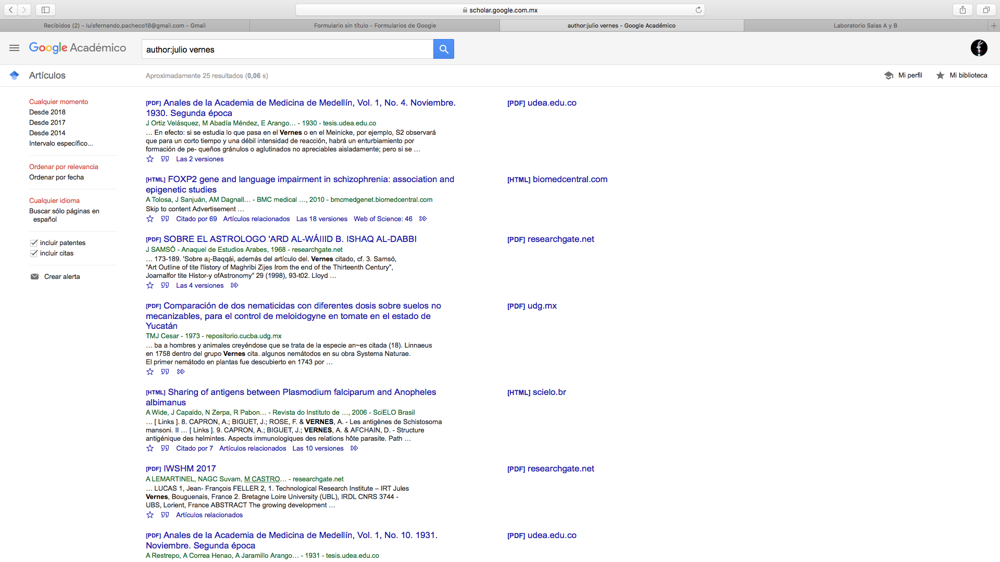 scholar.google.com.mx
Recibidos (2) - luisfernando.pacheco18@gmail.com - Gmail
Formulario sin título - Formularios de Google
author:julio vernes - Google Académico
Laboratorio Salas A y B
Google Académico
author:julio vernes
Artículos
Aproximadamente 25 resultados (0,06 s)
Mi perfil
Mi biblioteca
Cualquier momento
Desde 2018
Desde 2017
Desde 2014
Intervalo específico...
Ordenar por relevancia
Ordenar por fecha
Cualquier idioma
Buscar sólo páginas en
español
incluir patentes
incluir citas
Crear alerta
[PDF] Anales de la Academia de Medicina de Medellín, Vol. 1, No. 4. Noviembre.
1930. Segunda época
J Ortiz Velásquez, M Abadía Méndez, E Arango… - 1930 - tesis.udea.edu.co
… En efecto: si se estudia lo que pasa en el Vernes o en el Meinicke, por ejemplo, S2 observará
que para un corto tiempo y una débil intensidad de reacción, habrá un enturbiamiento por
formación de pe- queños gránulos o aglutinados no apreciables aisladamente; pero si se …
Las 2 versiones
[PDF] udea.edu.co
[HTML] FOXP2 gene and language impairment in schizophrenia: association and
epigenetic studies
A Tolosa, J Sanjuán, AM Dagnall… - BMC medical …, 2010 - bmcmedgenet.biomedcentral.com
Skip to content Advertisement …
Citado por 69 Artículos relacionados Las 18 versiones Web of Science: 46
[HTML] biomedcentral.com
[PDF] SOBRE EL ASTROLOGO 'ARD AL-WÁIIID B. ISHAQ AL-DABBI
J SAMSÓ - Anaquel de Estudios Arabes, 1968 - researchgate.net
… 173-189. 'Sobre a¡-Baqqái, además del artículo del. Vernes citado, cf. 3. Samsó,
“Art Outline of tite l'listory of Maghribi Zijes Irom the end of the Thirteenth Century”,
Joarnalfor tite Histor-y ofAstronomy” 29 (1998), 93-t02. Lloyd …
Las 4 versiones
[PDF] researchgate.net
[PDF] Comparación de dos nematicidas con diferentes dosis sobre suelos no
mecanizables, para el control de meloidogyne en tomate en el estado de
Yucatán
TMJ Cesar - 1973 - repositorio.cucba.udg.mx
… ba a hombres y animales creyéndose que se trata de la especie an~es citada (18). Linnaeus
en 1758 dentro del grupo Vernes cita. algunos nemátodos en su obra Systema Naturae.
El primer nemátodo en plantas fue descubierto en 1743 por …
[PDF] udg.mx
[HTML] Sharing of antigens between Plasmodium falciparum and Anopheles
albimanus
A Wide, J Capaldo, N Zerpa, R Pabon… - Revista do Instituto de …, 2006 - SciELO Brasil
… [ Links ]. 8. CAPRON, A.; BIGUET, J.; ROSE, F. & VERNES, A. - Les antigènes de Schistosoma
mansoni. II … [ Links ]. 9. CAPRON, A.; BIGUET, J.; VERNES, A. & AFCHAIN, D. - Structure
antigénique des helmintes. Aspects immunologiques des relations hôte parasite. Path …
Citado por 7 Artículos relacionados Las 10 versiones
[HTML] scielo.br
[PDF] IWSHM 2017
A LEMARTINEL, NAGC Suvam, M CASTRO… - researchgate.net
… LUCAS 1, Jean- François FELLER 2, 1. Technological Research Institute – IRT Jules
Vernes, Bouguenais, France 2. Bretagne Loire University (UBL), IRDL CNRS 3744 -
UBS, Lorient, France ABSTRACT The growing development …
Artículos relacionados
[PDF] researchgate.net
[PDF] Anales de la Academia de Medicina de Medellín, Vol. 1, No. 10. 1931.
Noviembre. Segunda época
A Restrepo, A Correa Henao, A Jaramillo Arango… - 1931 - tesis.udea.edu.co
[PDF] udea.edu.co